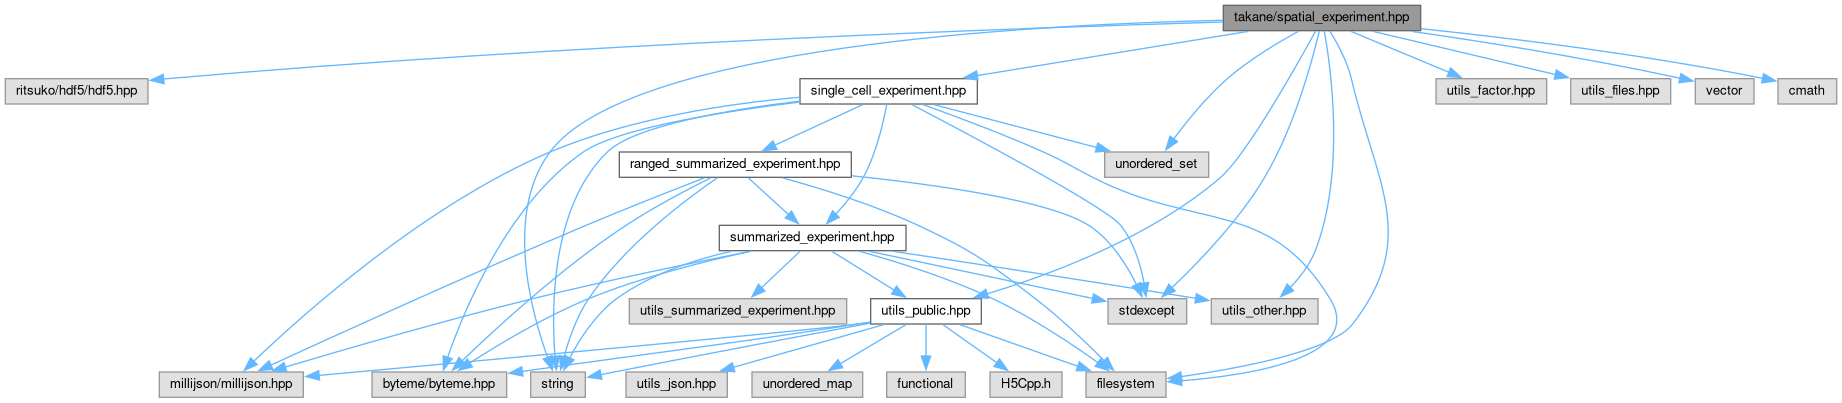 takane/spatial_experiment.hpp
ritsuko/hdf5/hdf5.hpp
single_cell_experiment.hpp
utils_factor.hpp
utils_files.hpp
vector
cmath
ranged_summarized_experiment.hpp
unordered_set
summarized_experiment.hpp
utils_summarized_experiment.hpp
utils_public.hpp
stdexcept
utils_other.hpp
millijson/millijson.hpp
byteme/byteme.hpp
string
utils_json.hpp
unordered_map
functional
H5Cpp.h
filesystem